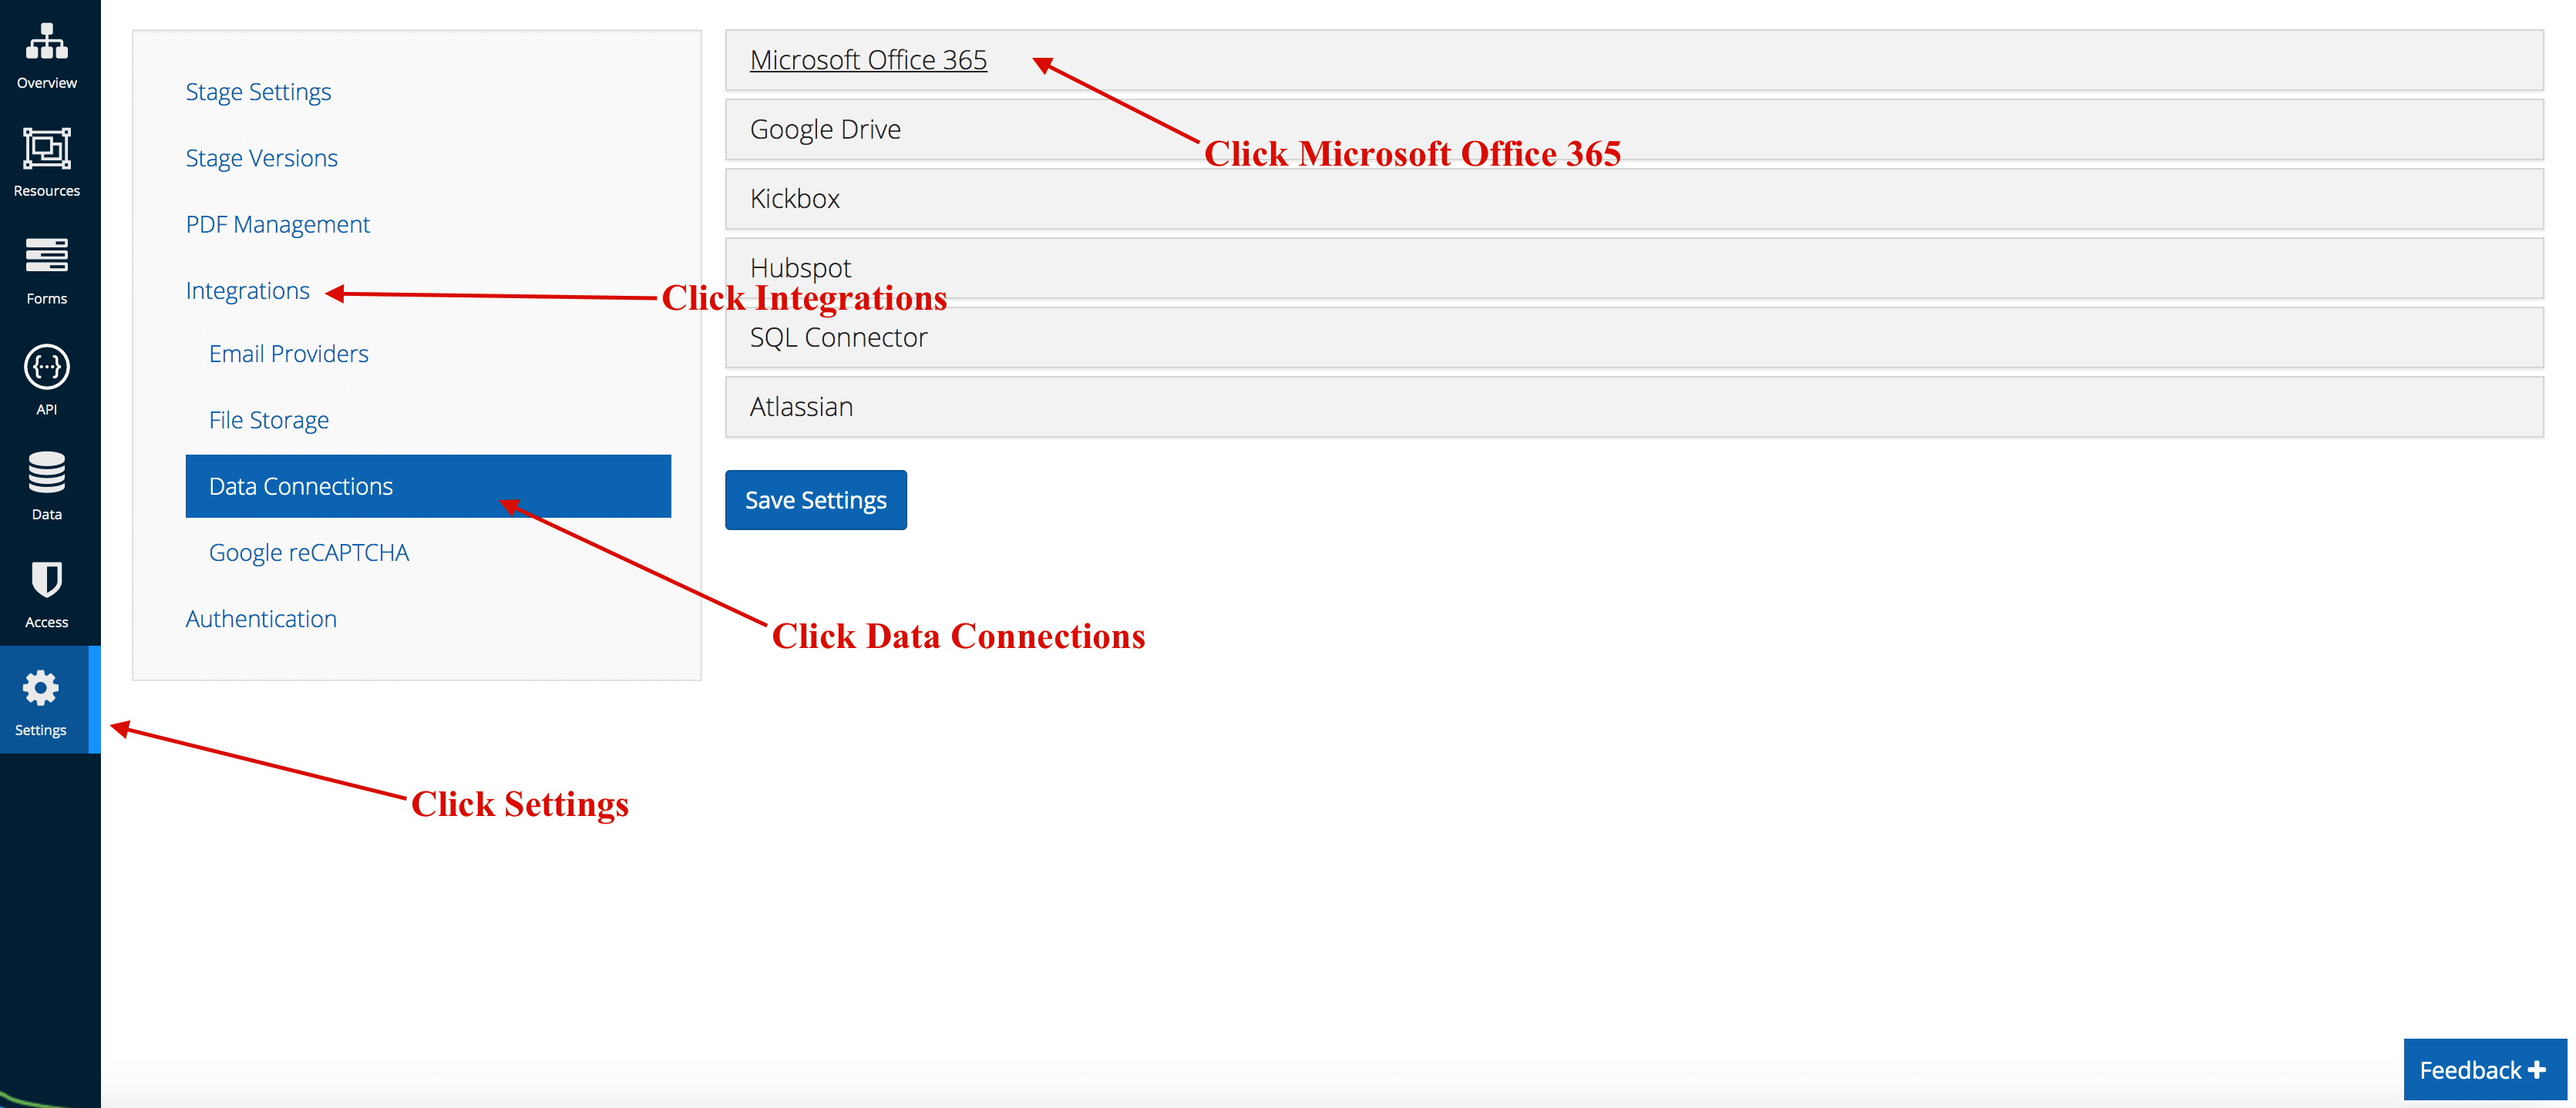 Overview
Resources
Forms
API
Data
Access
Settings
Stage Settings
Stage Versions
PDF Management
Integrations
Email Providers
File Storage
Data Connections
Google reCAPTCHA
Authentication
Microsoft Office 365
Google Drive
Kickbox
Hubspot
SQL Connector
Atlassian
Save Settings
Click Microsoft Office 365
Click Integrations
Click Data Connections
Click Settings
Feedback +